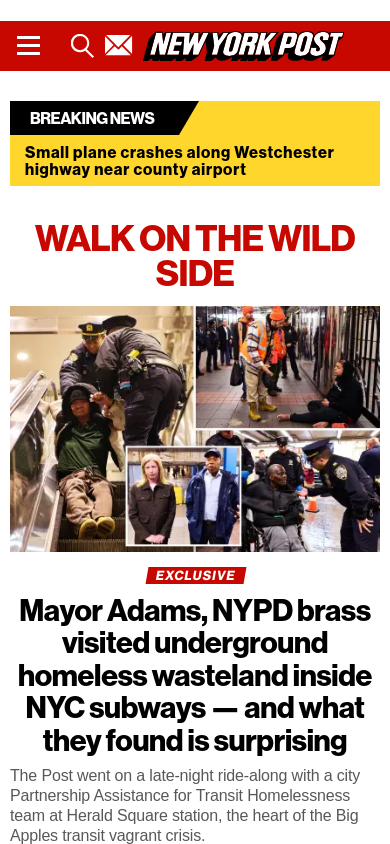 NEW YORK POST
BREAKING NEWS
Small plane crashes along Westchester
highway near county airport
WALK ON THE WILD
SIDE
EXCLUSIVE
Mayor Adams, NYPD brass
visited underground
homeless wasteland inside
NYC subways — and what
they found is surprising
The Post went on a late-night ride-along with a city
Partnership Assistance for Transit Homelessness
team at Herald Square station, the heart of the Big
Apples transit vagrant crisis.